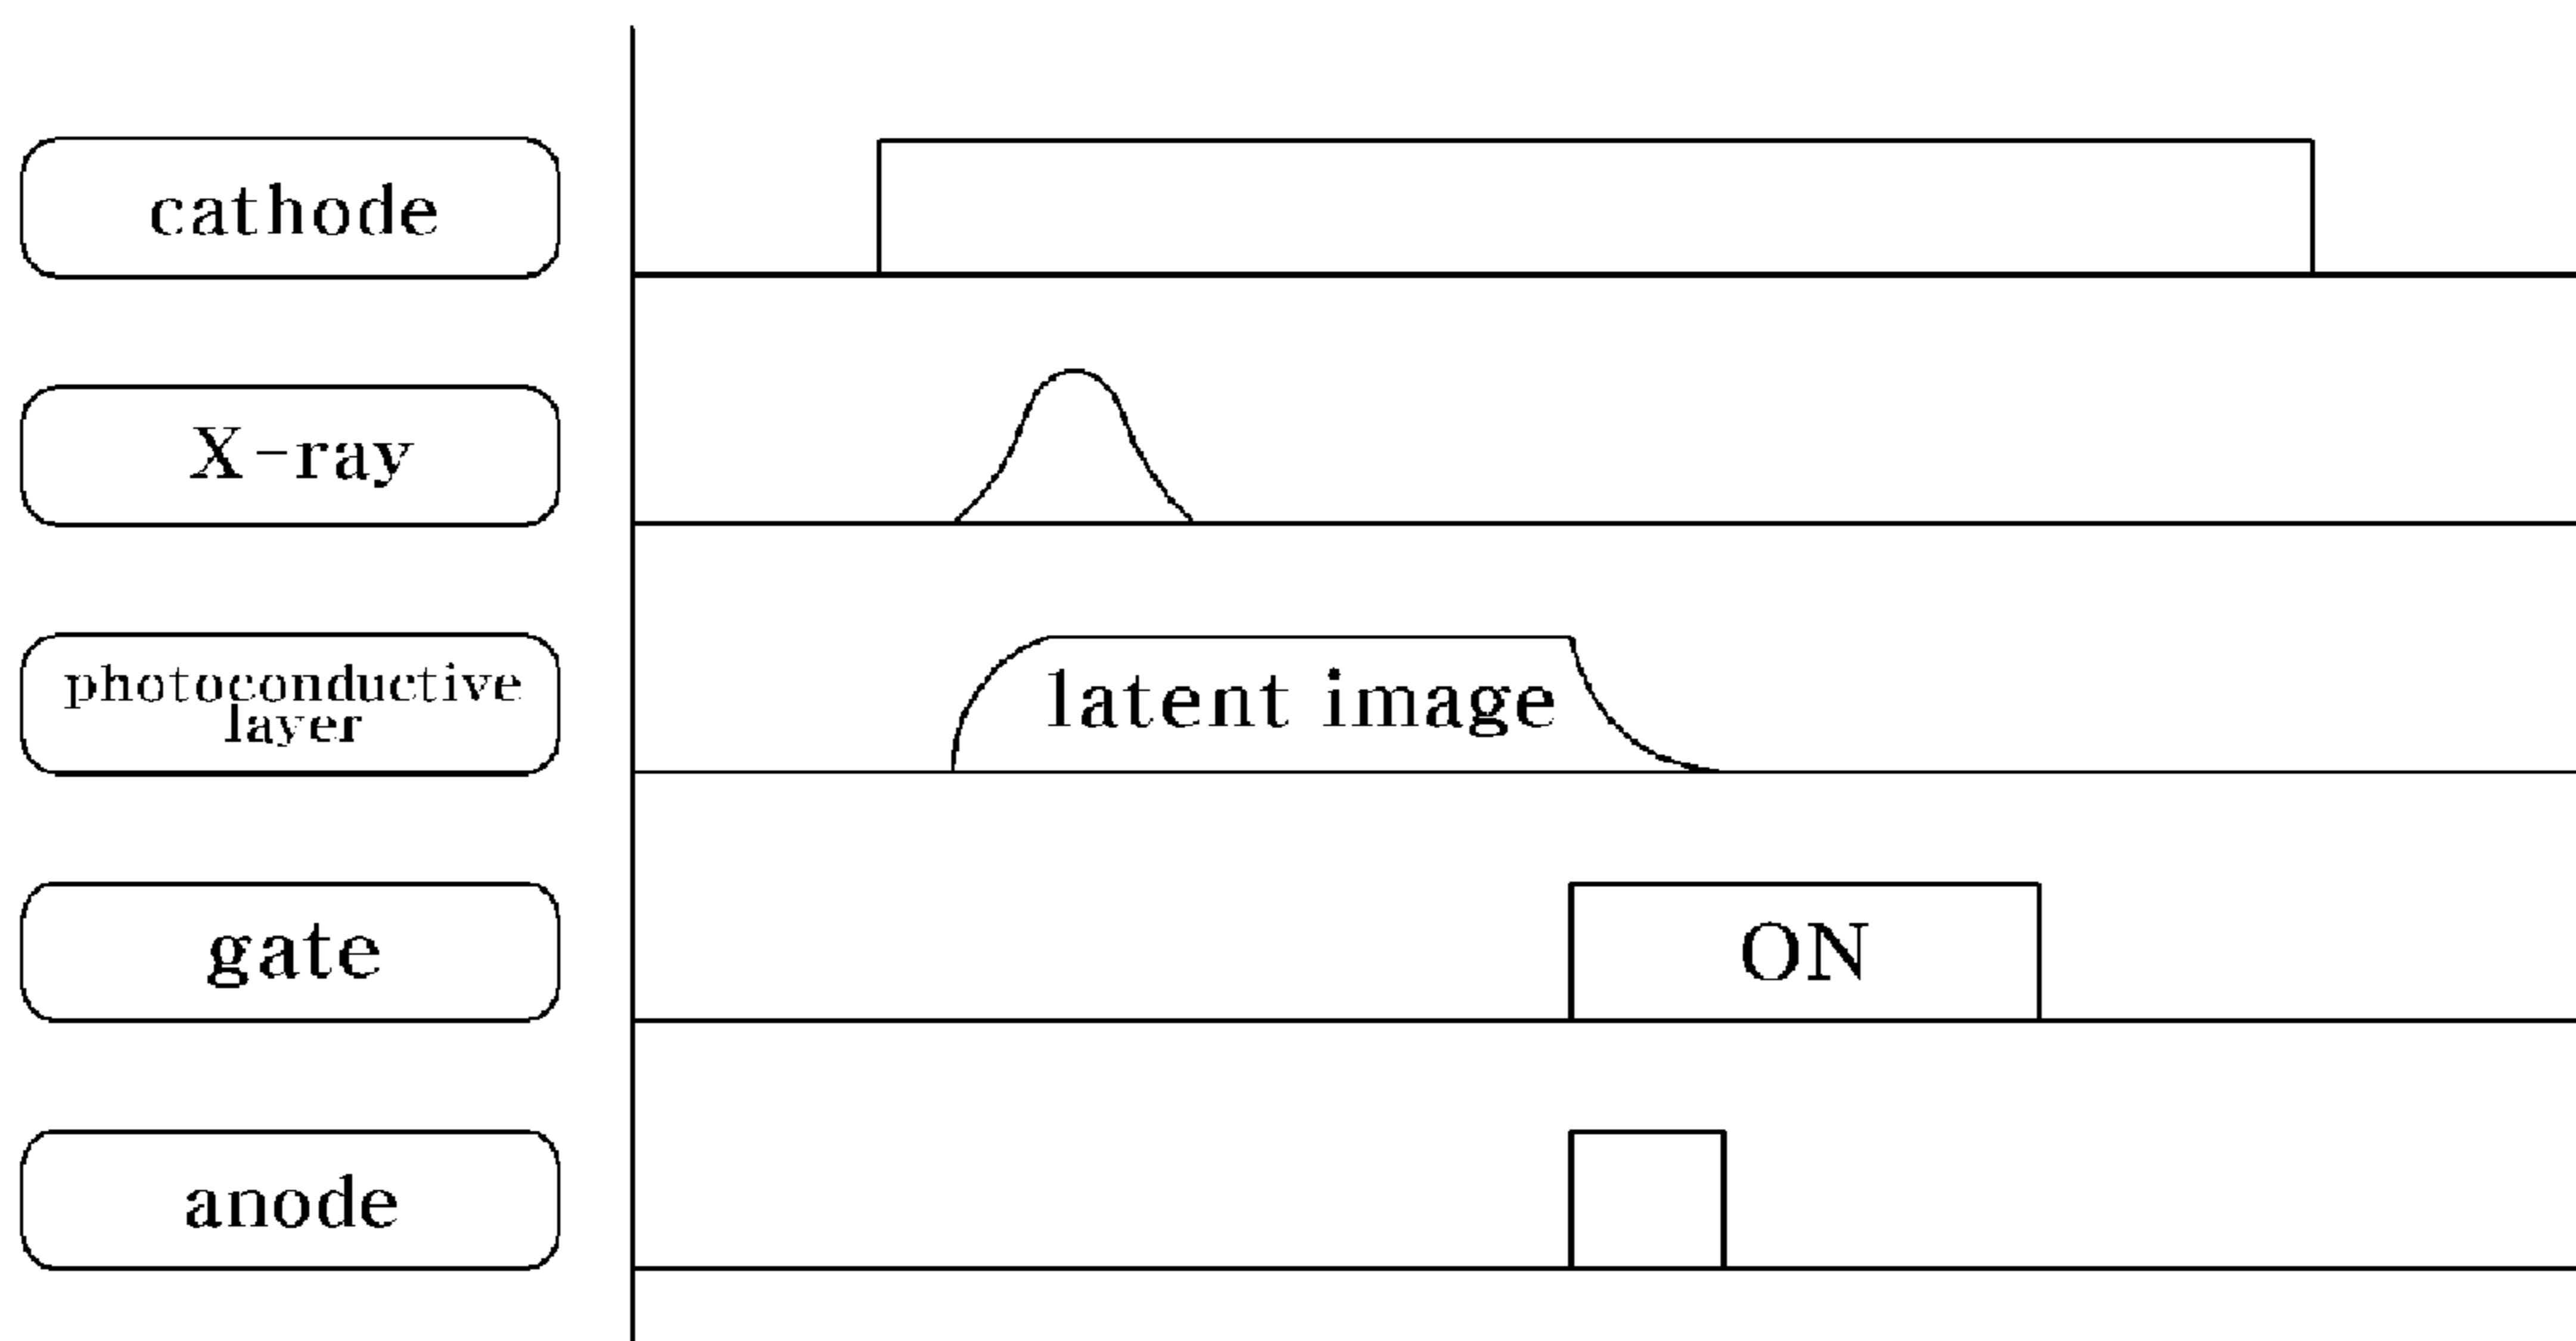 cathode
X-ray
photoconductive
layer
latent image
gate
ON
anode